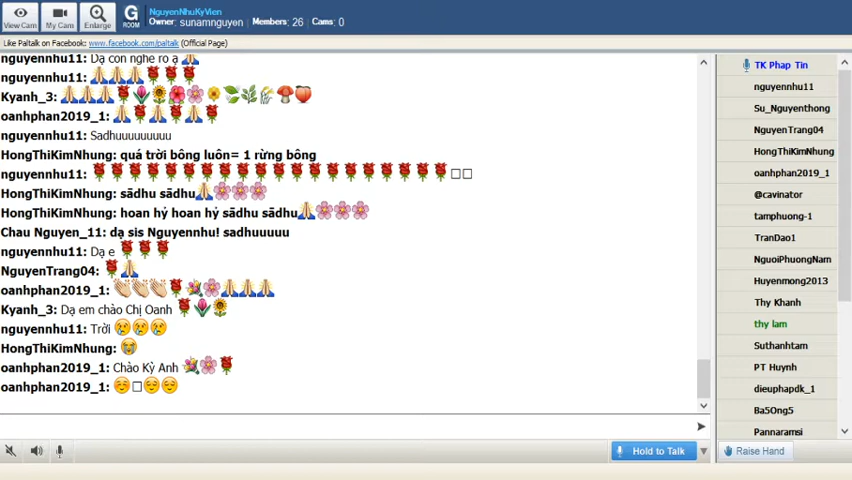 NguyenNhuKyVien
Owner: sunamnguyen Members: 26 Cams: 0
View Cam My Cam Enlarge G ROOM
Like Paltalk on Facebook: www.facebook.com/paltalk (Official Page)
nguyennhu11: Dạ con nghe rõ ạ 🙏
nguyennhu11: 🙏🙏🙏🌹🌹🌹
Kyanh_3: 🙏🙏🙏🌹🌷🌻🌺🌸🌼🍃🌿🌾🍄🍑
oanhphan2019_1: 🙏🌹🙏🌹🙏🌹
nguyennhu11: Sadhuuuuuuuuu
HongThiKimNhung: quá trời bông luôn= 1 rừng bông
nguyennhu11: 🌹🌹🌹🌹🌹🌹🌹🌹🌹🌹🌹🌹🌹🌹🌹🌹🌹🌹🌹🌹□□
HongThiKimNhung: sādhu sādhu🙏🌸🌸🌸
HongThiKimNhung: hoan hỷ hoan hỷ sādhu sādhu🙏🌸🌸🌸
Chau Nguyen_11: dạ sis Nguyennhu! sadhuuuuu
nguyennhu11: Dạ e 🌹🌹🌹
NguyenTrang04: 🌹🙏
oanhphan2019_1: 👏👏👏🌹💐🌸🙏🙏🙏
Kyanh_3: Dạ em chào Chị Oanh 🌹🌷🌻
nguyennhu11: Trời 😢😢😢
HongThiKimNhung: 😭
oanhphan2019_1: Chào Kỳ Anh 💐🌸🌹
oanhphan2019_1: ☺□😌😌
Hold to Talk
TK Phap Tin
nguyennhu11
Su_Nguyenthong
NguyenTrang04
HongThiKimNhung
oanhphan2019_1
@cavinator
tamphuong-1
TranDao1
NguoiPhuongNam
Huyenmong2013
Thy Khanh
thy lam
Suthanhtam
PT Huynh
dieuphapdk_1
Ba5Ong5
Pannaramsi
Raise Hand